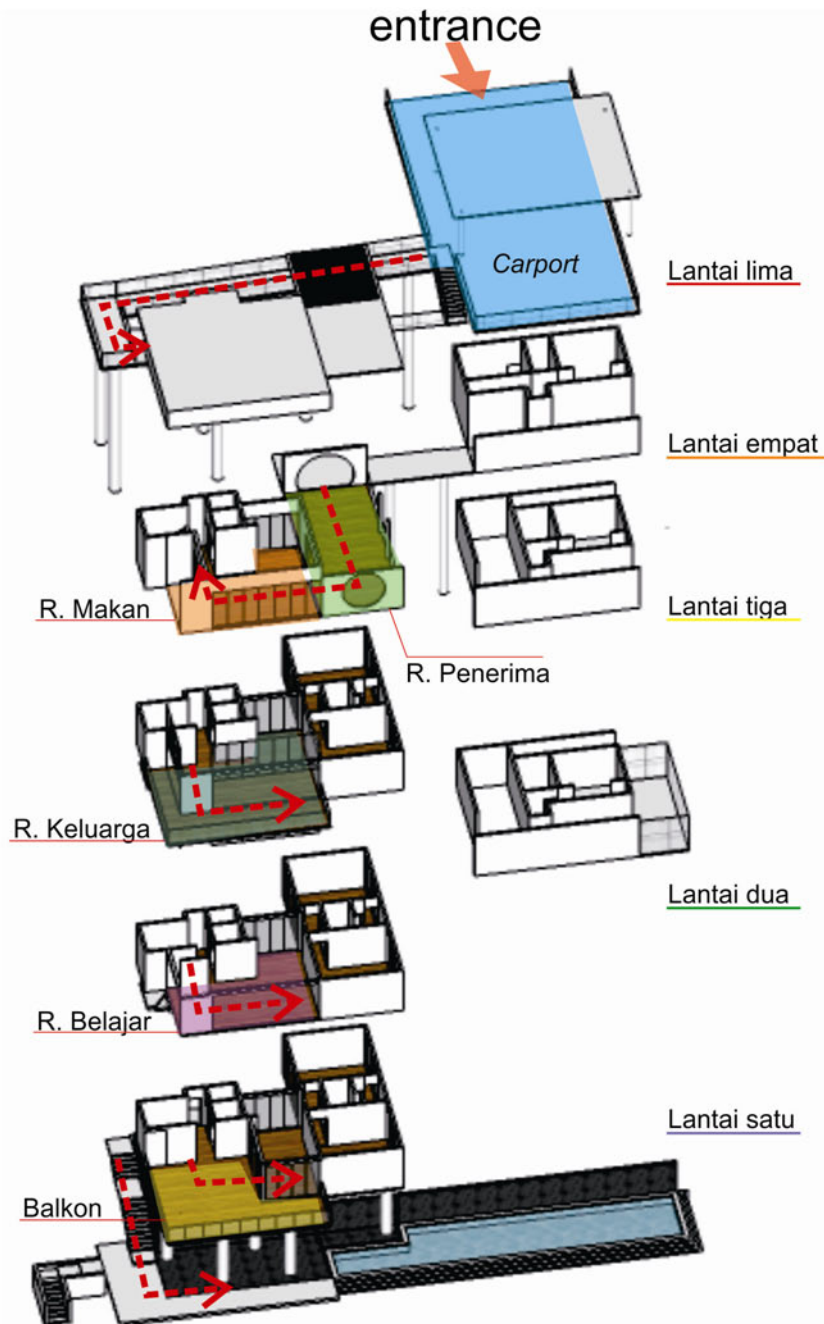 entrance
Carport
Lantai lima
Lantai empat
R. Makan
Lantai tiga
R. Penerima
R. Keluarga
Lantai dua
R. Belajar
Lantai satu
Balkon